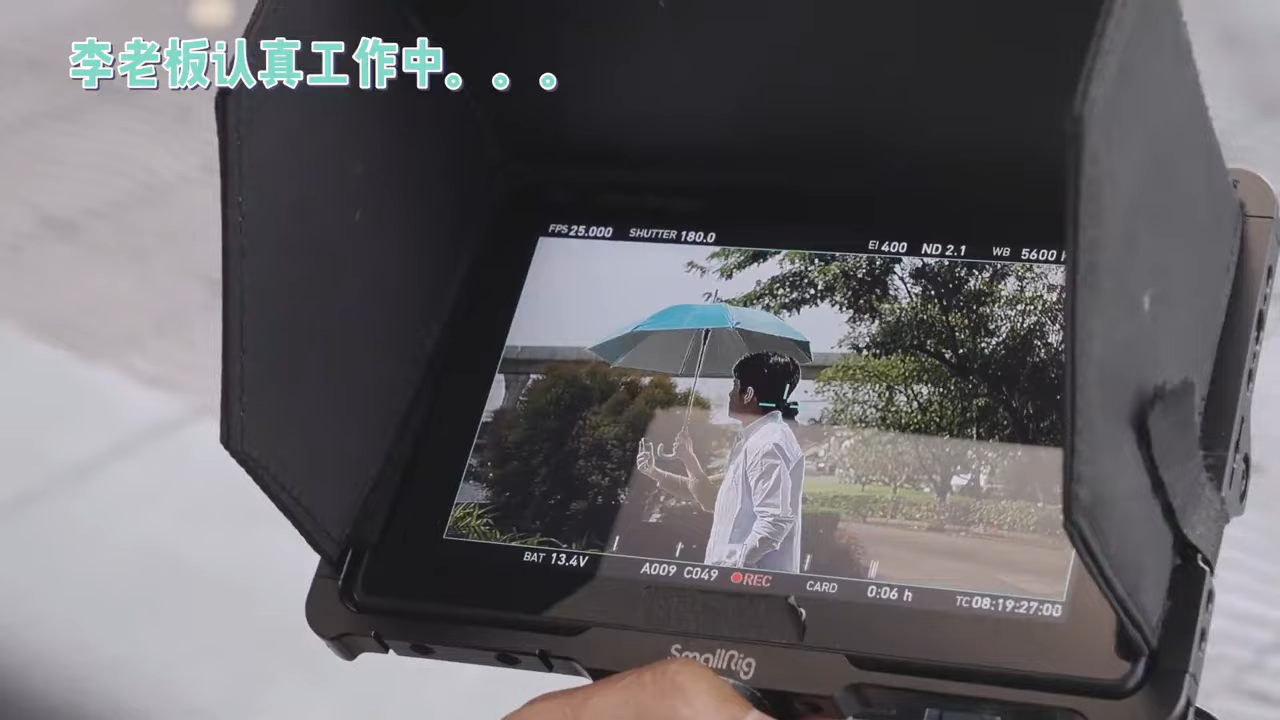 李老板认真工作中。。。
FPS 25.000 SHUTTER 180.0 EI 400 ND 2.1 WB 5600
BAT 13.4V A009 C049 REC CARD 0:06 h TC 08:19:27:00
SmallRig